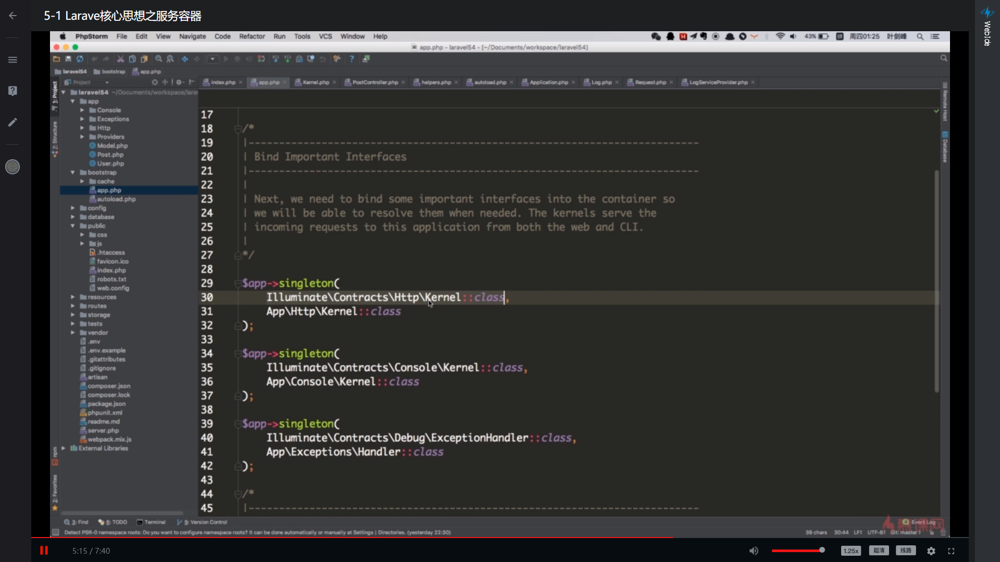 5-1 Larave核心思想之服务容器
WebIde
PhpStorm File Edit View Navigate Code Refactor Run Tools VCS Window Help
43% 周四01:25 叶剑峰
app.php - laravel54 - [~/Documents/workspace/laravel54]
laravel54 bootstrap app.php
Project
index.php app.php Kernel.php PostController.php helpers.php autoload.php Application.php Log.php Request.php LogServiceProvider.php
1: Project
Z: Structure
npm
2: Favorites
laravel54 ~/Documents/workspace/larav
app
Console
Exceptions
Http
Providers
Model.php
Post.php
User.php
bootstrap
cache
app.php
autoload.php
config
database
public
css
js
.htaccess
favicon.ico
index.php
robots.txt
web.config
resources
routes
storage
tests
vendor
.env
.env.example
.gitattributes
.gitignore
artisan
composer.json
composer.lock
package.json
phpunit.xml
readme.md
server.php
webpack.mix.js
External Libraries
17
18 /*
19 |--------------------------------------------------------------------------
20 | Bind Important Interfaces
21 |--------------------------------------------------------------------------
22 |
23 | Next, we need to bind some important interfaces into the container so
24 | we will be able to resolve them when needed. The kernels serve the
25 | incoming requests to this application from both the web and CLI.
26 |
27 */
28
29 $app->singleton(
30 Illuminate\Contracts\Http\Kernel::class,
31 App\Http\Kernel::class
32 );
33
34 $app->singleton(
35 Illuminate\Contracts\Console\Kernel::class,
36 App\Console\Kernel::class
37 );
38
39 $app->singleton(
40 Illuminate\Contracts\Debug\ExceptionHandler::class,
41 App\Exceptions\Handler::class
42 );
43
44 /*
45 |--------------------------------------------------------------------------
Remote Host
Database
3: Find 6: TODO Terminal 9: Version Control Event Log
慕课网
Detect PSR-0 namespace roots: Do you want to configure namespace roots? It can be done automatically or manually at Settings | Directories. (yesterday 22:30)
39 chars 30:44 LF÷ UTF-8÷ Git: master÷
5:15 / 7:40
1.25x 超清 线路